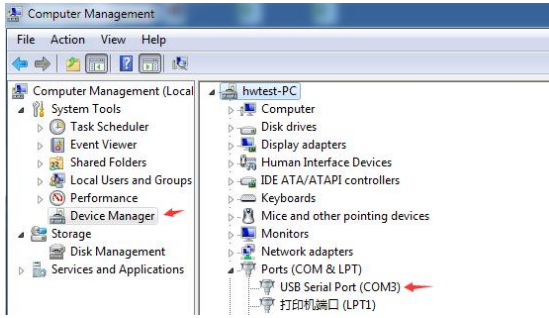 Computer Management
File Action View Help
Computer Management (Local
System Tools
Task Scheduler
Event Viewer
Shared Folders
Local Users and Groups
Performance
Device Manager
Storage
Disk Management
Services and Applications
hwtest-PC
Computer
Disk drives
Display adapters
Human Interface Devices
IDE ATA/ATAPI controllers
Keyboards
Mice and other pointing devices
Monitors
Network adapters
Ports (COM & LPT)
USB Serial Port (COM3)
打印机端口 (LPT1)